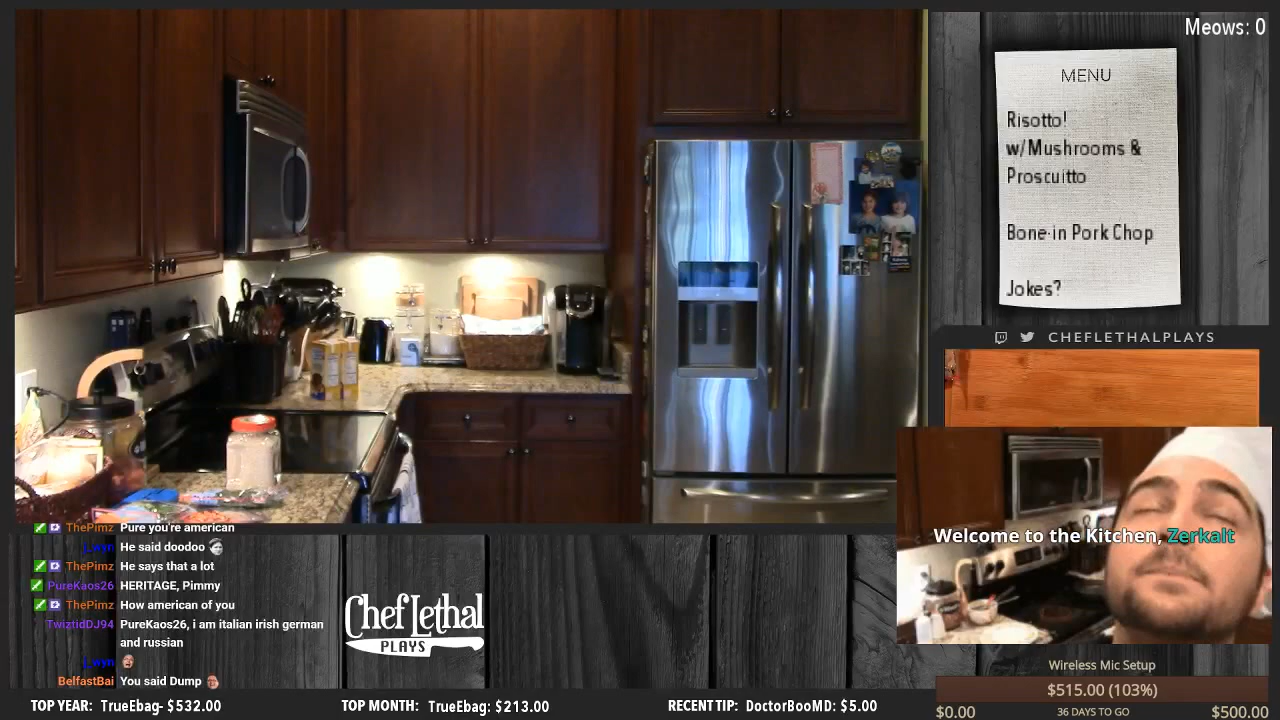 Meows: 0
MENU
Risotto!
w/Mushrooms &
Proscuitto
Bone-in Pork Chop
Jokes?
CHEFLETHALPLAYS
Welcome to the Kitchen, Zerkalt
ThePimz Pure you're american
j_wyn He said doodoo
ThePimz He says that a lot
PureKaos26 HERITAGE, Pimmy
ThePimz How american of you
TwiztidDJ94 PureKaos26, i am italian irish german
and russian
j_wyn
BelfastBai You said Dump
Chef Lethal
PLAYS
Wireless Mic Setup
$515.00 (103%)
$0.00 36 DAYS TO GO $500.00
TOP YEAR: TrueEbag- $532.00
TOP MONTH: TrueEbag: $213.00
RECENT TIP: DoctorBooMD: $5.00